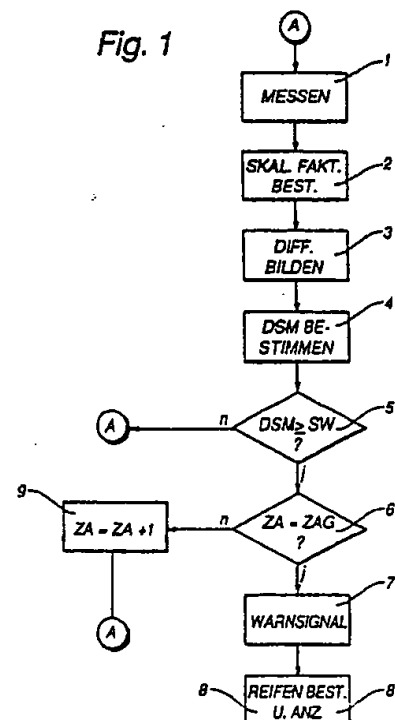 Fig. 1
A
1
MESSEN
2
SKAL. FAKT.
BEST.
3
DIFF.
BILDEN
4
DSM BE-
STIMMEN
5
DSM ≥ SW
?
n
A
j
6
ZA = ZAG
?
n
9
ZA = ZA +1
A
j
7
WARNSIGNAL
8
REIFEN BEST.
U. ANZ.
8